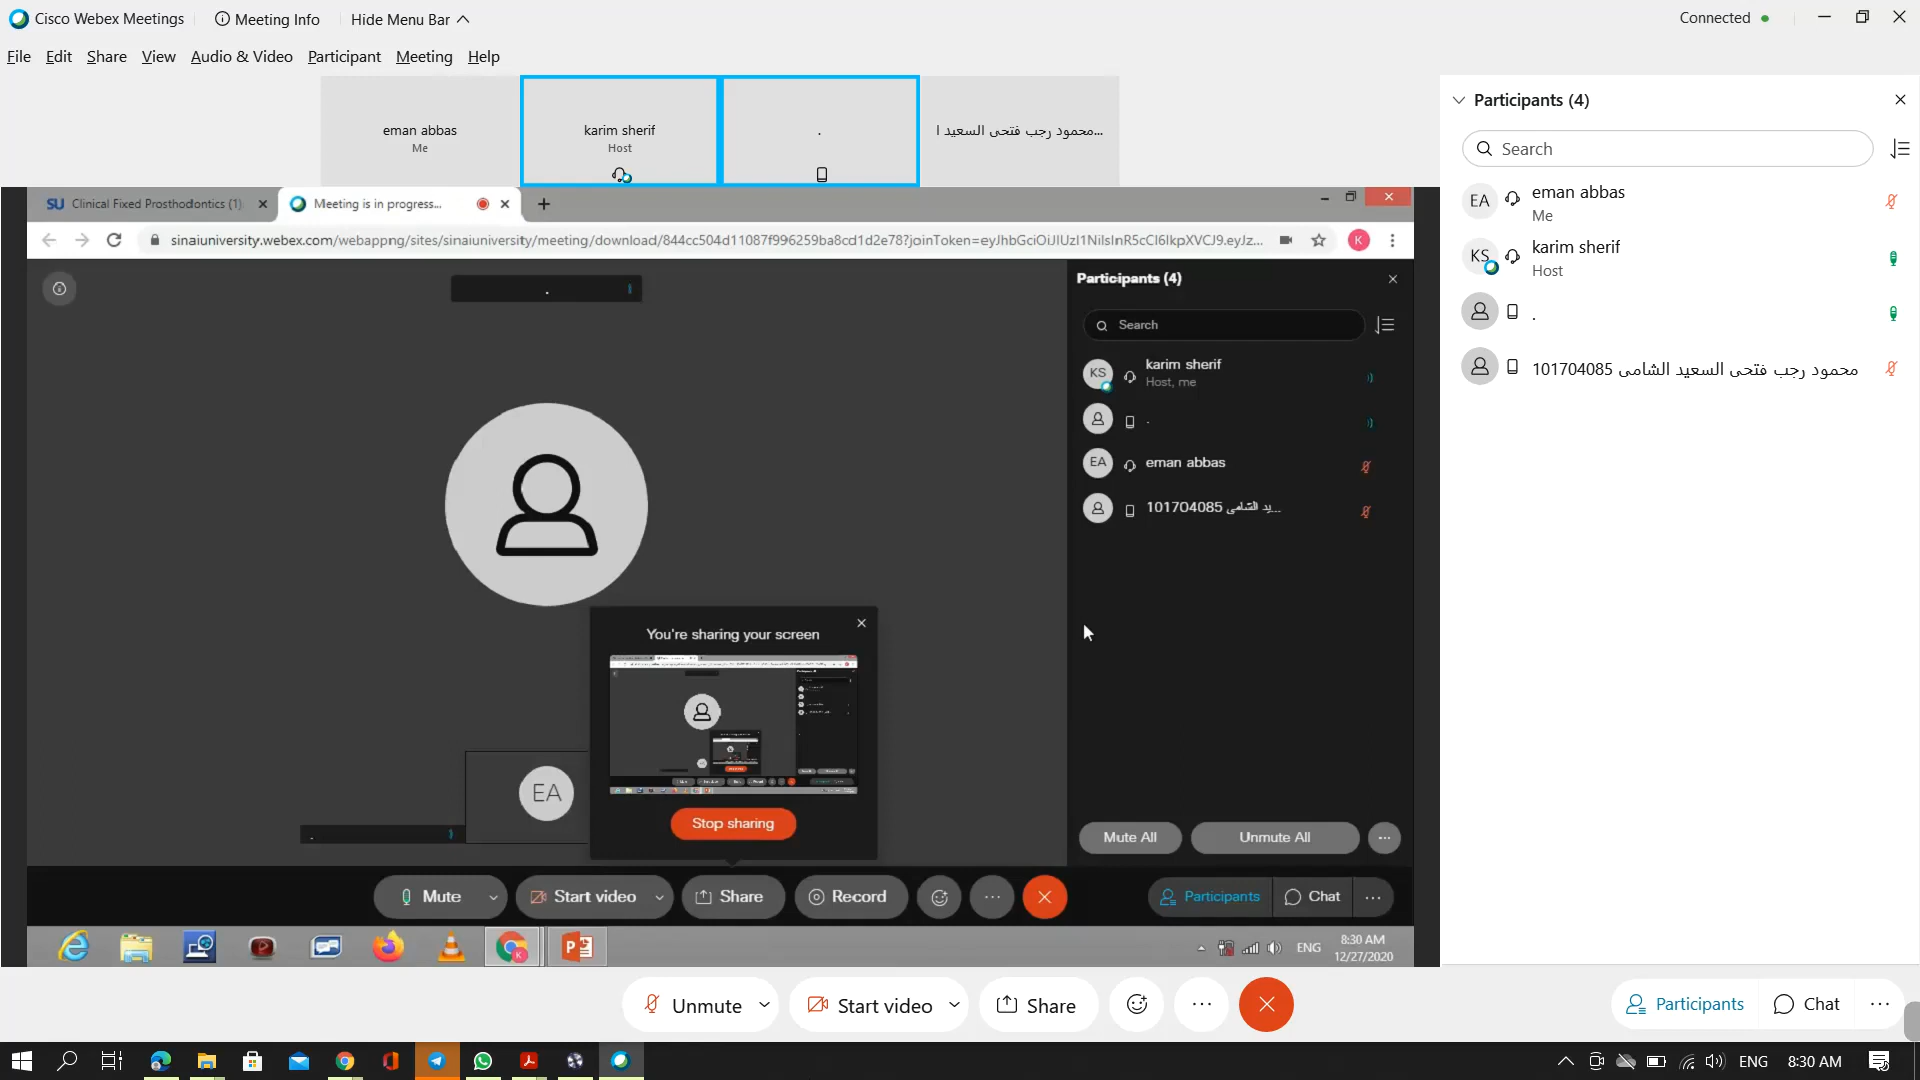 Cisco Webex Meetings
Meeting Info
Hide Menu Bar
Connected
File Edit Share View Audio & Video Participant Meeting Help
eman abbas
Me
karim sherif
Host
.
محمود رجب فتحى السعيد ا...
Participants (4)
Search
EA eman abbas
Me
KS karim sherif
Host
.
محمود رجب فتحى السعيد الشامى 101704085
SU Clinical Fixed Prosthodontics (1)
Meeting is in progress...
sinaiuniversity.webex.com/webappng/sites/sinaiuniversity/meeting/download/844cc504d11087f996259ba8cd1d2e78?joinToken=eyJhbGciOiJIUzI1NiIsInR5cCI6IkpXVCJ9.eyJz...
K
.
Participants (4)
Search
KS karim sherif
Host, me
.
EA eman abbas
101704085 يد الشامى...
You're sharing your screen
Stop sharing
EA
.
Mute All
Unmute All
Mute
Start video
Share
Record
Participants
Chat
ENG
8:30 AM
12/27/2020
Unmute
Start video
Share
Participants
Chat
ENG
8:30 AM